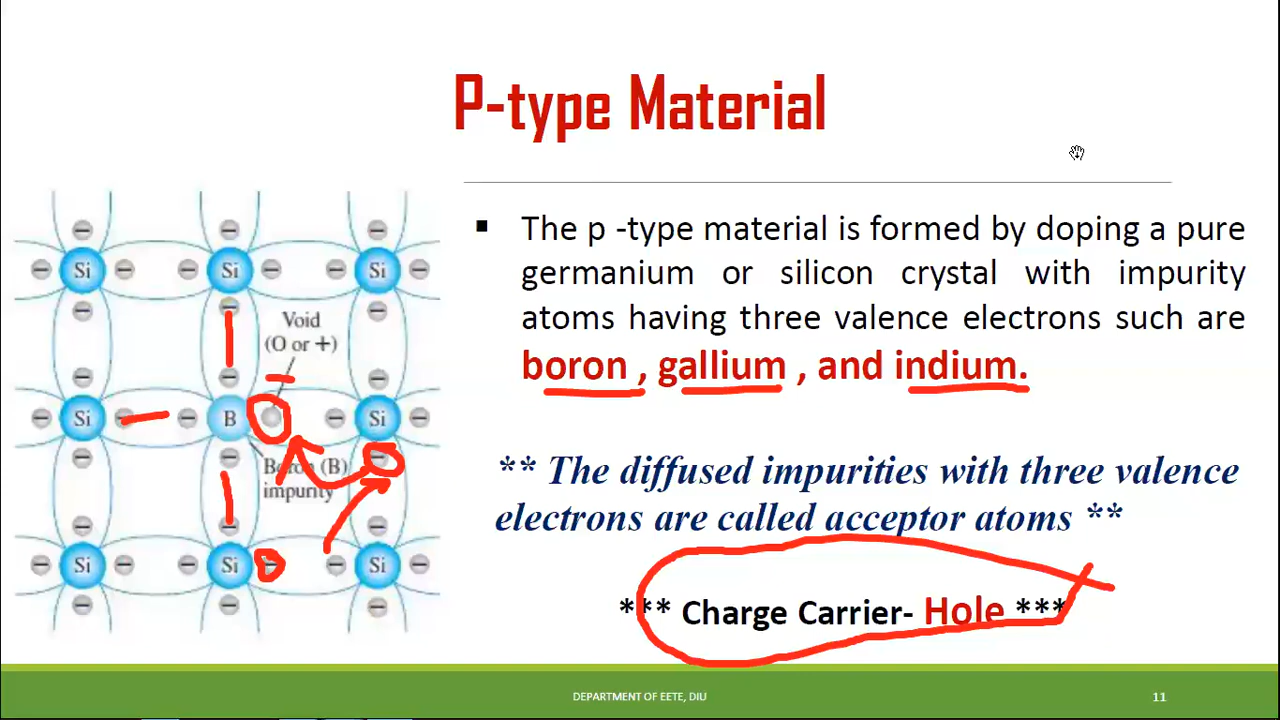 P-type Material
▪ The p -type material is formed by doping a pure
germanium or silicon crystal with impurity
atoms having three valence electrons such are
boron , gallium , and indium.
** The diffused impurities with three valence
electrons are called acceptor atoms **
*** Charge Carrier- Hole ***
Si Si Si
Void
(O or +)
Si B Si
Boron (B)
impurity
Si Si Si
DEPARTMENT OF EETE, DIU
11